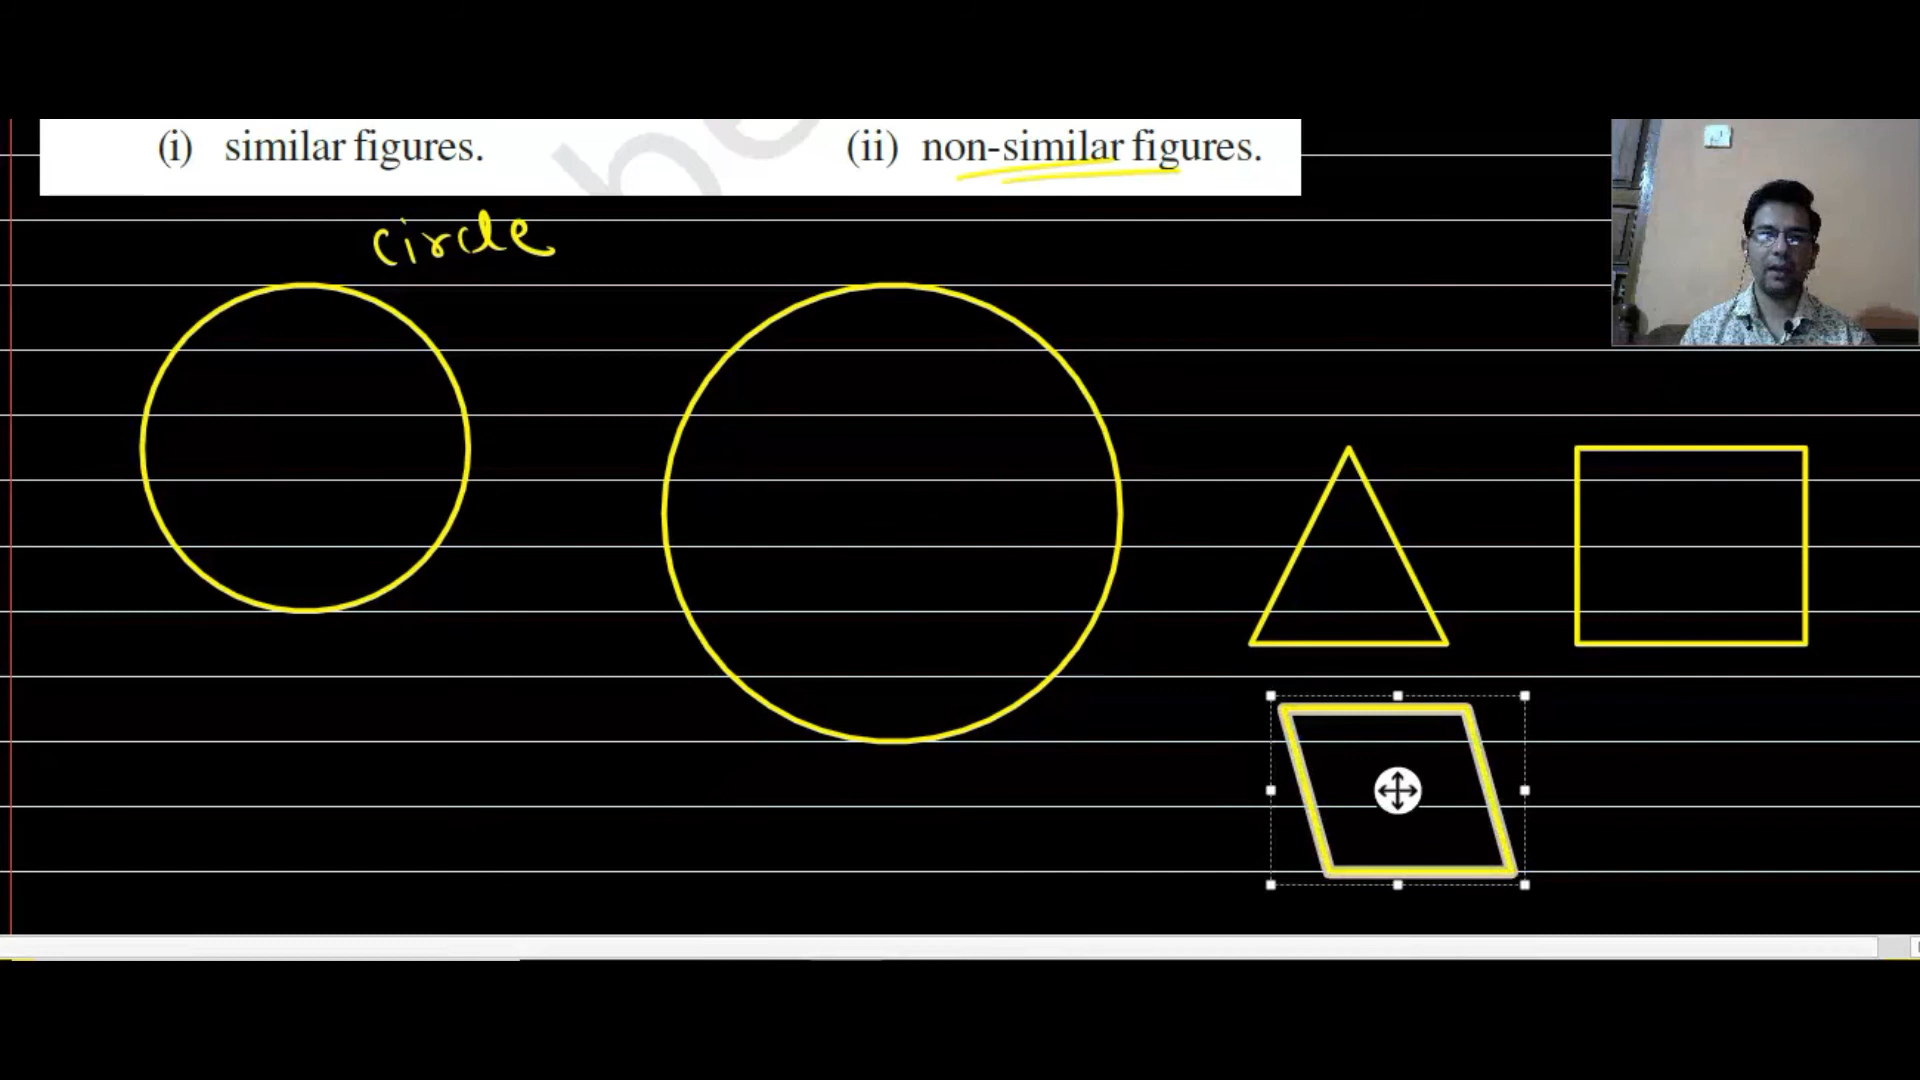 (i) similar figures. (ii) non-similar figures.
circle